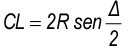 CL = 2R sen Δ/2